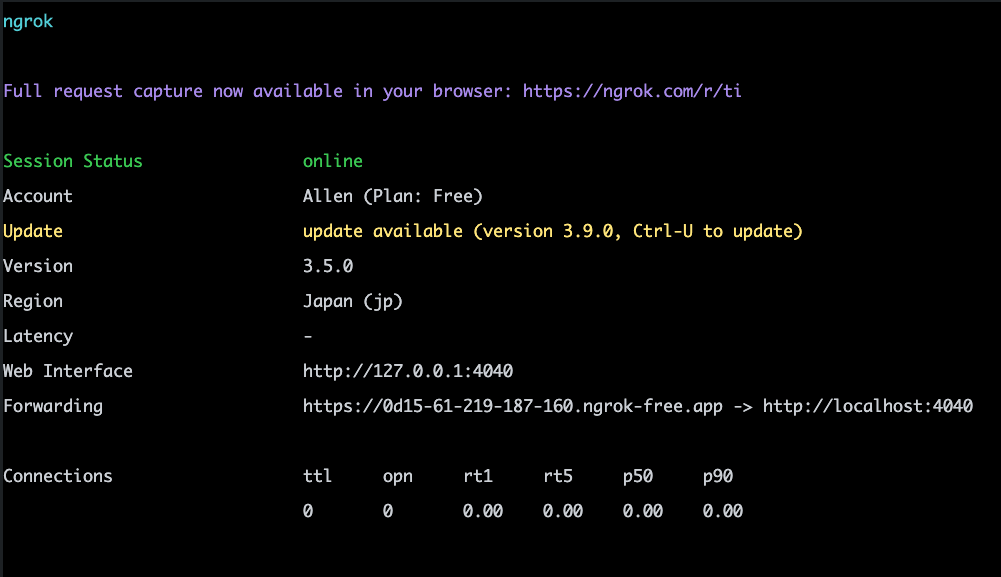 ngrok
Full request capture now available in your browser: https://ngrok.com/r/ti
Session Status online
Account Allen (Plan: Free)
Update update available (version 3.9.0, Ctrl-U to update)
Version 3.5.0
Region Japan (jp)
Latency -
Web Interface http://127.0.0.1:4040
Forwarding https://0d15-61-219-187-160.ngrok-free.app -> http://localhost:4040
Connections ttl opn rt1 rt5 p50 p90
0 0 0.00 0.00 0.00 0.00